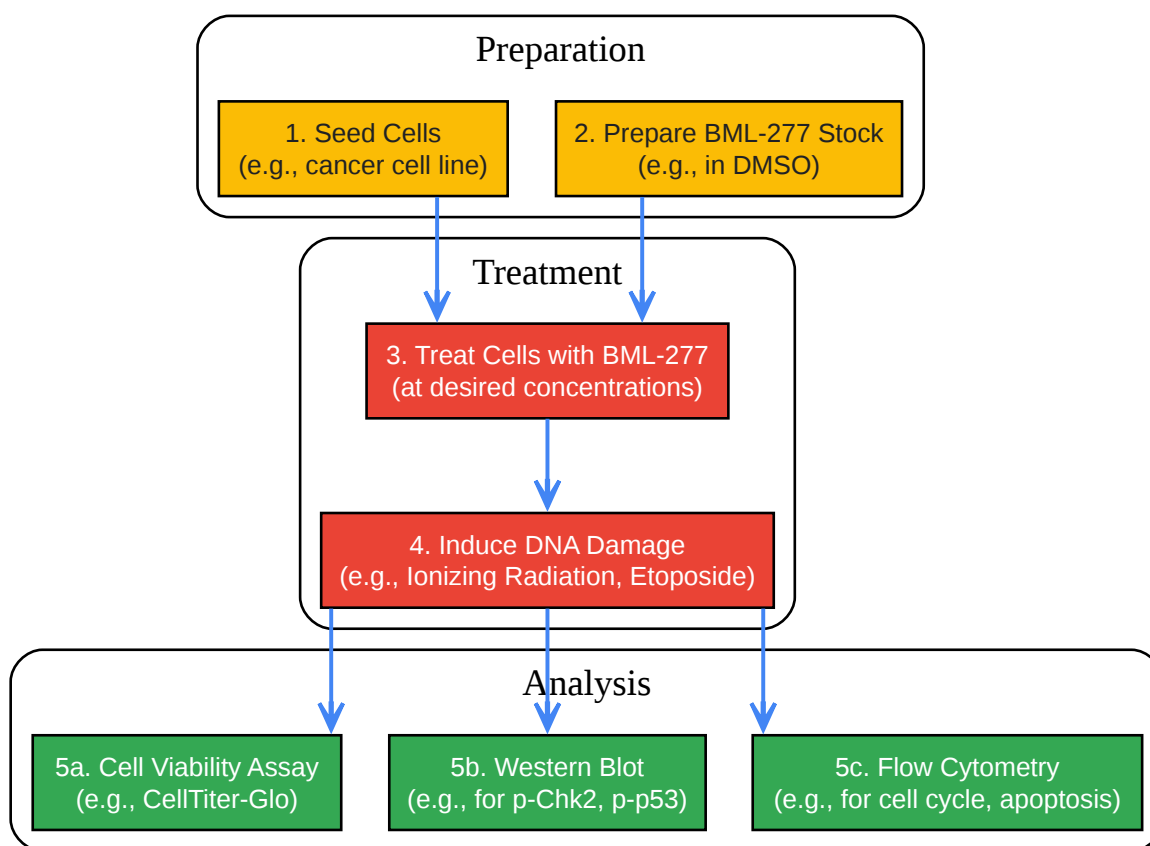 Preparation
1. Seed Cells
(e.g., cancer cell line)
2. Prepare BML-277 Stock
(e.g., in DMSO)
Treatment
3. Treat Cells with BML-277
(at desired concentrations)
4. Induce DNA Damage
(e.g., Ionizing Radiation, Etoposide)
Analysis
5a. Cell Viability Assay
(e.g., CellTiter-Glo)
5b. Western Blot
(e.g., for p-Chk2, p-p53)
5c. Flow Cytometry
(e.g., for cell cycle, apoptosis)